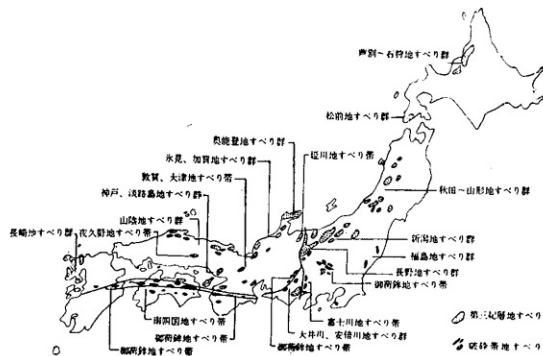 芦別～石狩地すべり群
松前地すべり群
奥能登地すべり群
氷見、加賀地すべり群
姫川地すべり帯
敦賀、大津地すべり帯
神戸、淡路島地すべり群
秋田～山形地すべり群
山陰地すべり群
長崎地すべり群
夜久野地すべり帯
新潟地すべり群
福島地すべり群
長野地すべり群
御荷鉾地すべり帯
富士川地すべり帯
大井川、安倍川地すべり群
御荷鉾地すべり帯
南四国地すべり帯
御荷鉾地すべり帯
御荷鉾地すべり帯
第三紀層地すべり
破砕帯地すべり